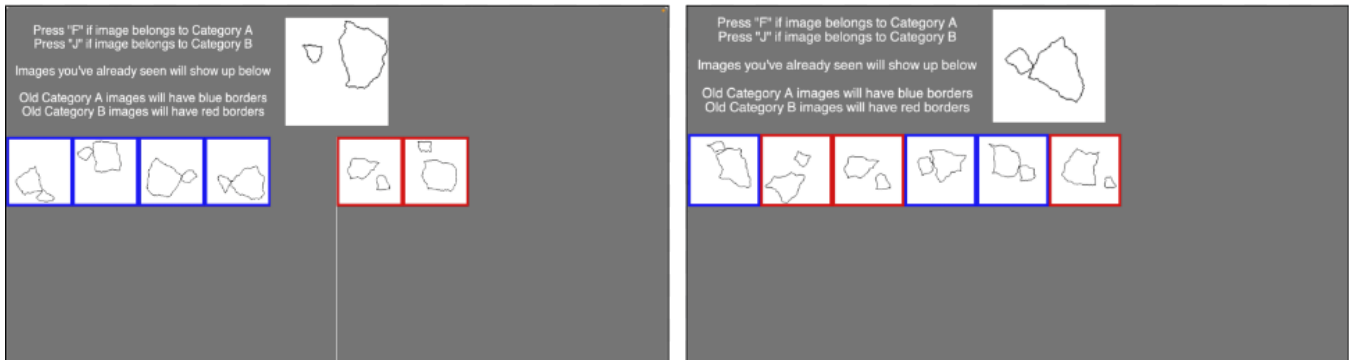 Press "F" if image belongs to Category A
Press "J" if image belongs to Category B
Images you've already seen will show up below
Old Category A images will have blue borders
Old Category B images will have red borders
Press "F" if image belongs to Category A
Press "J" if image belongs to Category B
Images you've already seen will show up below
Old Category A images will have blue borders
Old Category B images will have red borders